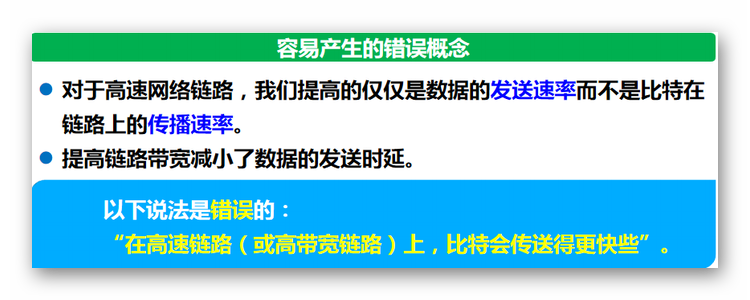 容易产生的错误概念
● 对于高速网络链路，我们提高的仅仅是数据的发送速率而不是比特在
链路上的传播速率。
● 提高链路带宽减小了数据的发送时延。
以下说法是错误的：
“在高速链路（或高带宽链路）上，比特会传送得更快些”。